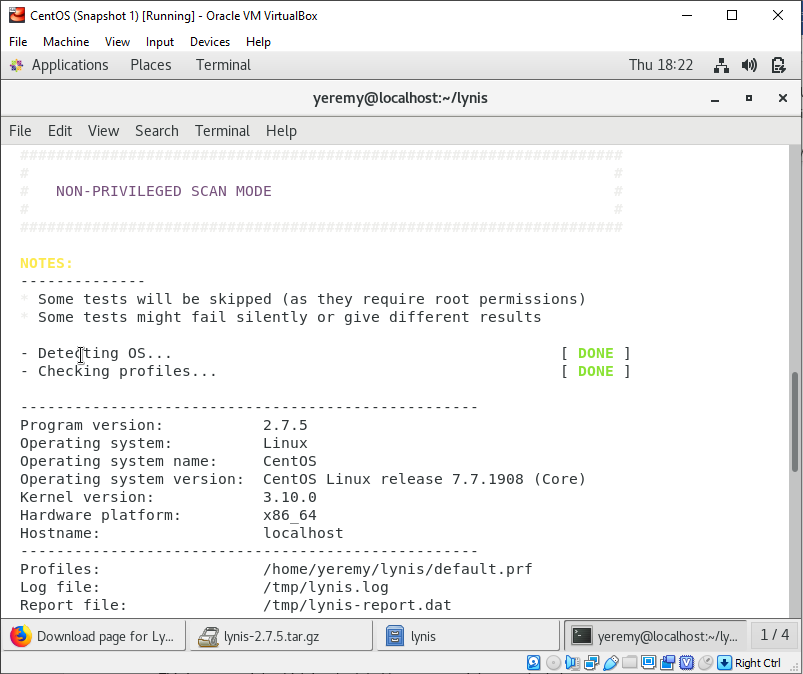 CentOS (Snapshot 1) [Running] - Oracle VM VirtualBox
File Machine View Input Devices Help
Applications Places Terminal Thu 18:22
yeremy@localhost:~/lynis
File Edit View Search Terminal Help
###################################################################
# #
# NON-PRIVILEGED SCAN MODE #
# #
###################################################################
NOTES:
--------------
* Some tests will be skipped (as they require root permissions)
* Some tests might fail silently or give different results
- Detecting OS... [ DONE ]
- Checking profiles... [ DONE ]
---------------------------------------------------
Program version: 2.7.5
Operating system: Linux
Operating system name: CentOS
Operating system version: CentOS Linux release 7.7.1908 (Core)
Kernel version: 3.10.0
Hardware platform: x86_64
Hostname: localhost
---------------------------------------------------
Profiles: /home/yeremy/lynis/default.prf
Log file: /tmp/lynis.log
Report file: /tmp/lynis-report.dat
Download page for Ly... lynis-2.7.5.tar.gz lynis yeremy@localhost:~/ly... 1 / 4
Right Ctrl